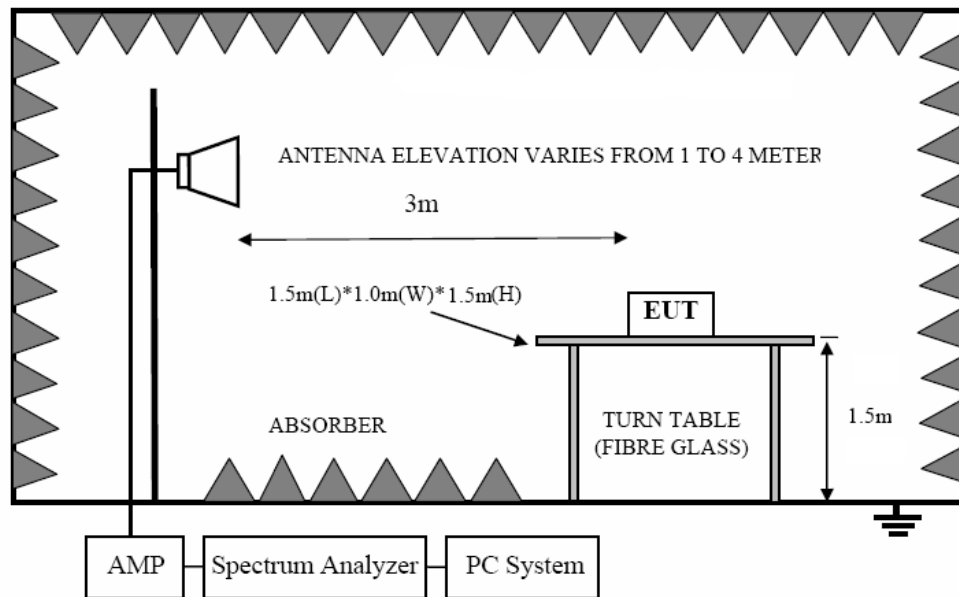 ANTENNA ELEVATION VARIES FROM 1 TO 4 METER
3m
1.5m(L)*1.0m(W)*1.5m(H)
EUT
ABSORBER
TURN TABLE
(FIBRE GLASS)
1.5m
AMP
Spectrum Analyzer
PC System